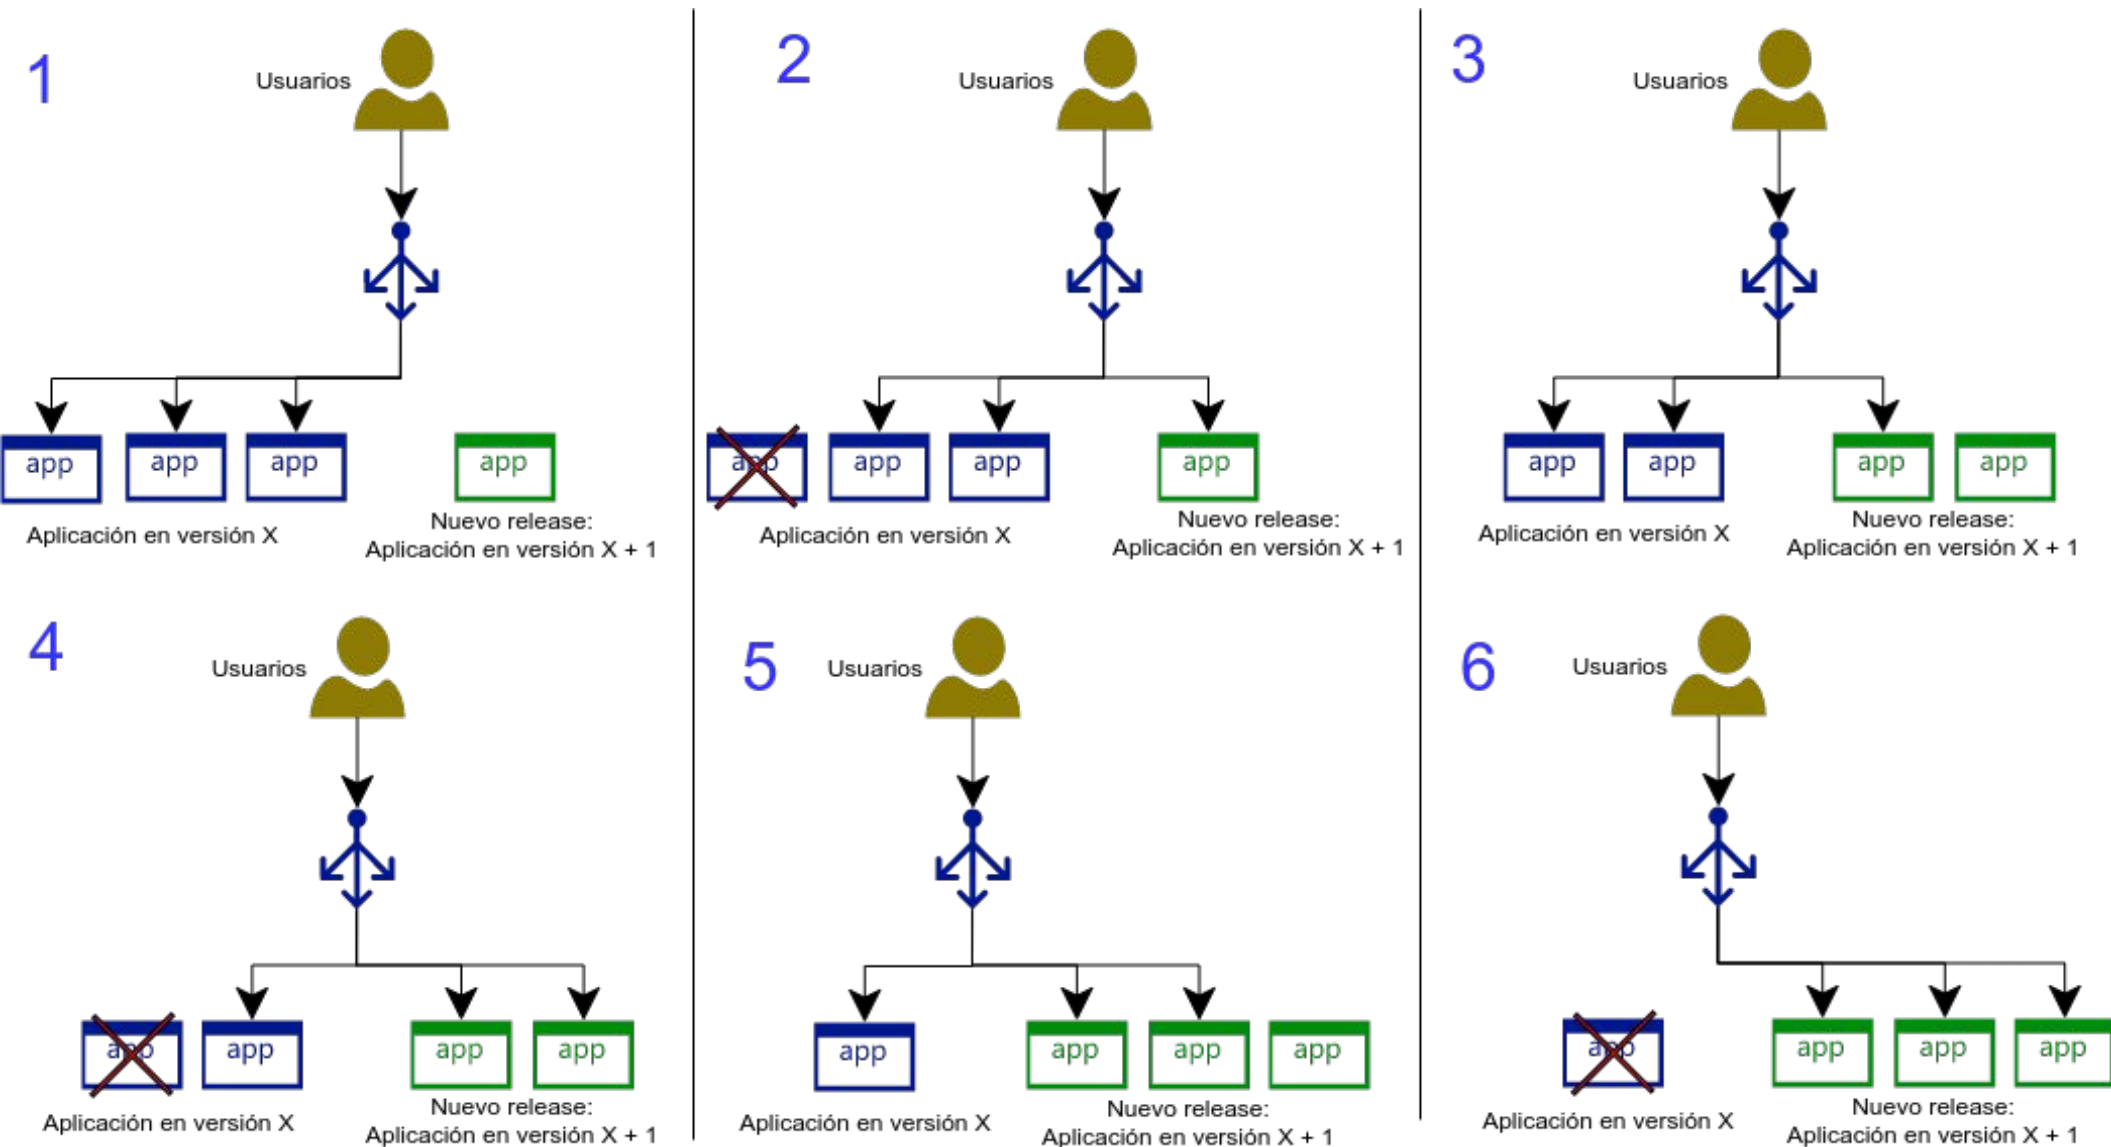 1
Usuarios
app
app
app
app
Aplicación en versión X
Nuevo release:
Aplicación en versión X + 1
2
Usuarios
app
app
app
app
Aplicación en versión X
Nuevo release:
Aplicación en versión X + 1
3
Usuarios
app
app
app
app
Aplicación en versión X
Nuevo release:
Aplicación en versión X + 1
4
Usuarios
app
app
app
app
Aplicación en versión X
Nuevo release:
Aplicación en versión X + 1
5
Usuarios
app
app
app
app
Aplicación en versión X
Nuevo release:
Aplicación en versión X + 1
6
Usuarios
app
app
app
app
Aplicación en versión X
Nuevo release:
Aplicación en versión X + 1